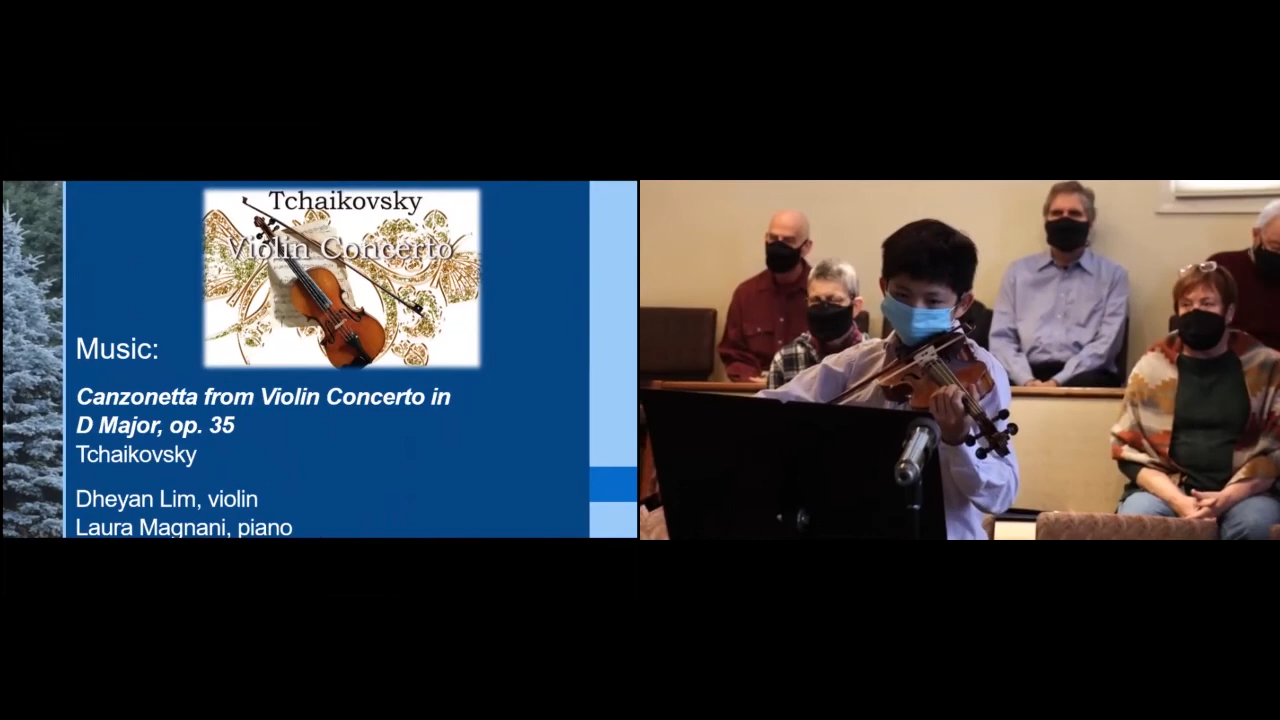 Tchaikovsky
Violin Concerto
Music:
Canzonetta from Violin Concerto in
D Major, op. 35
Tchaikovsky
Dheyan Lim, violin
Laura Magnani, piano